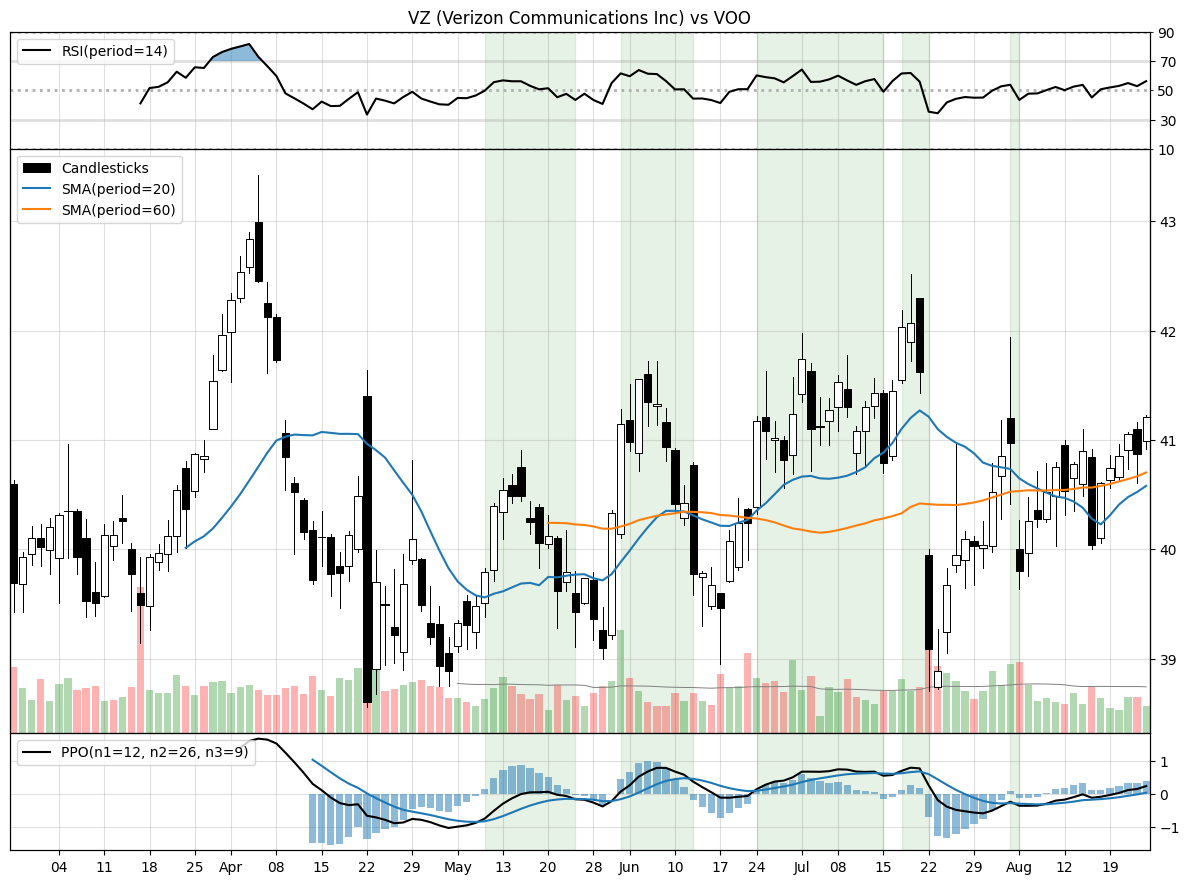 VZ (Verizon Communications Inc) vs VOO
RSI(period=14)
90
70
50
30
10
Candlesticks
SMA(period=20)
SMA(period=60)
43
42
41
40
39
PPO(n1=12, n2=26, n3=9)
1
0
−1
04 11 18 25 Apr 08 15 22 29 May 13 20 28 Jun 10 17 24 Jul 08 15 22 29 Aug 12 19